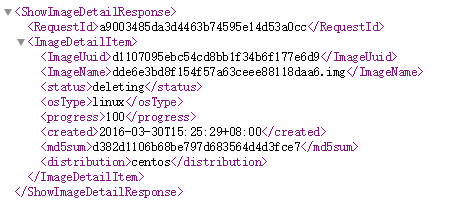 <ShowImageDetailResponse>
<RequestId>a9003485da3d4463b74595e14d53a0cc</RequestId>
<ImageDetailItem>
<ImageUuid>d1107095ebc54cd8bb1f34b6f177e6d9</ImageUuid>
<ImageName>dde6e3bd8f154f57a63ceee88118daa6.img</ImageName>
<status>deleting</status>
<osType>linux</osType>
<progress>100</progress>
<created>2016-03-30T15:25:29+08:00</created>
<md5sum>d382d1106b68be797d683564d4d3fce7</md5sum>
<distribution>centos</distribution>
</ImageDetailItem>
</ShowImageDetailResponse>